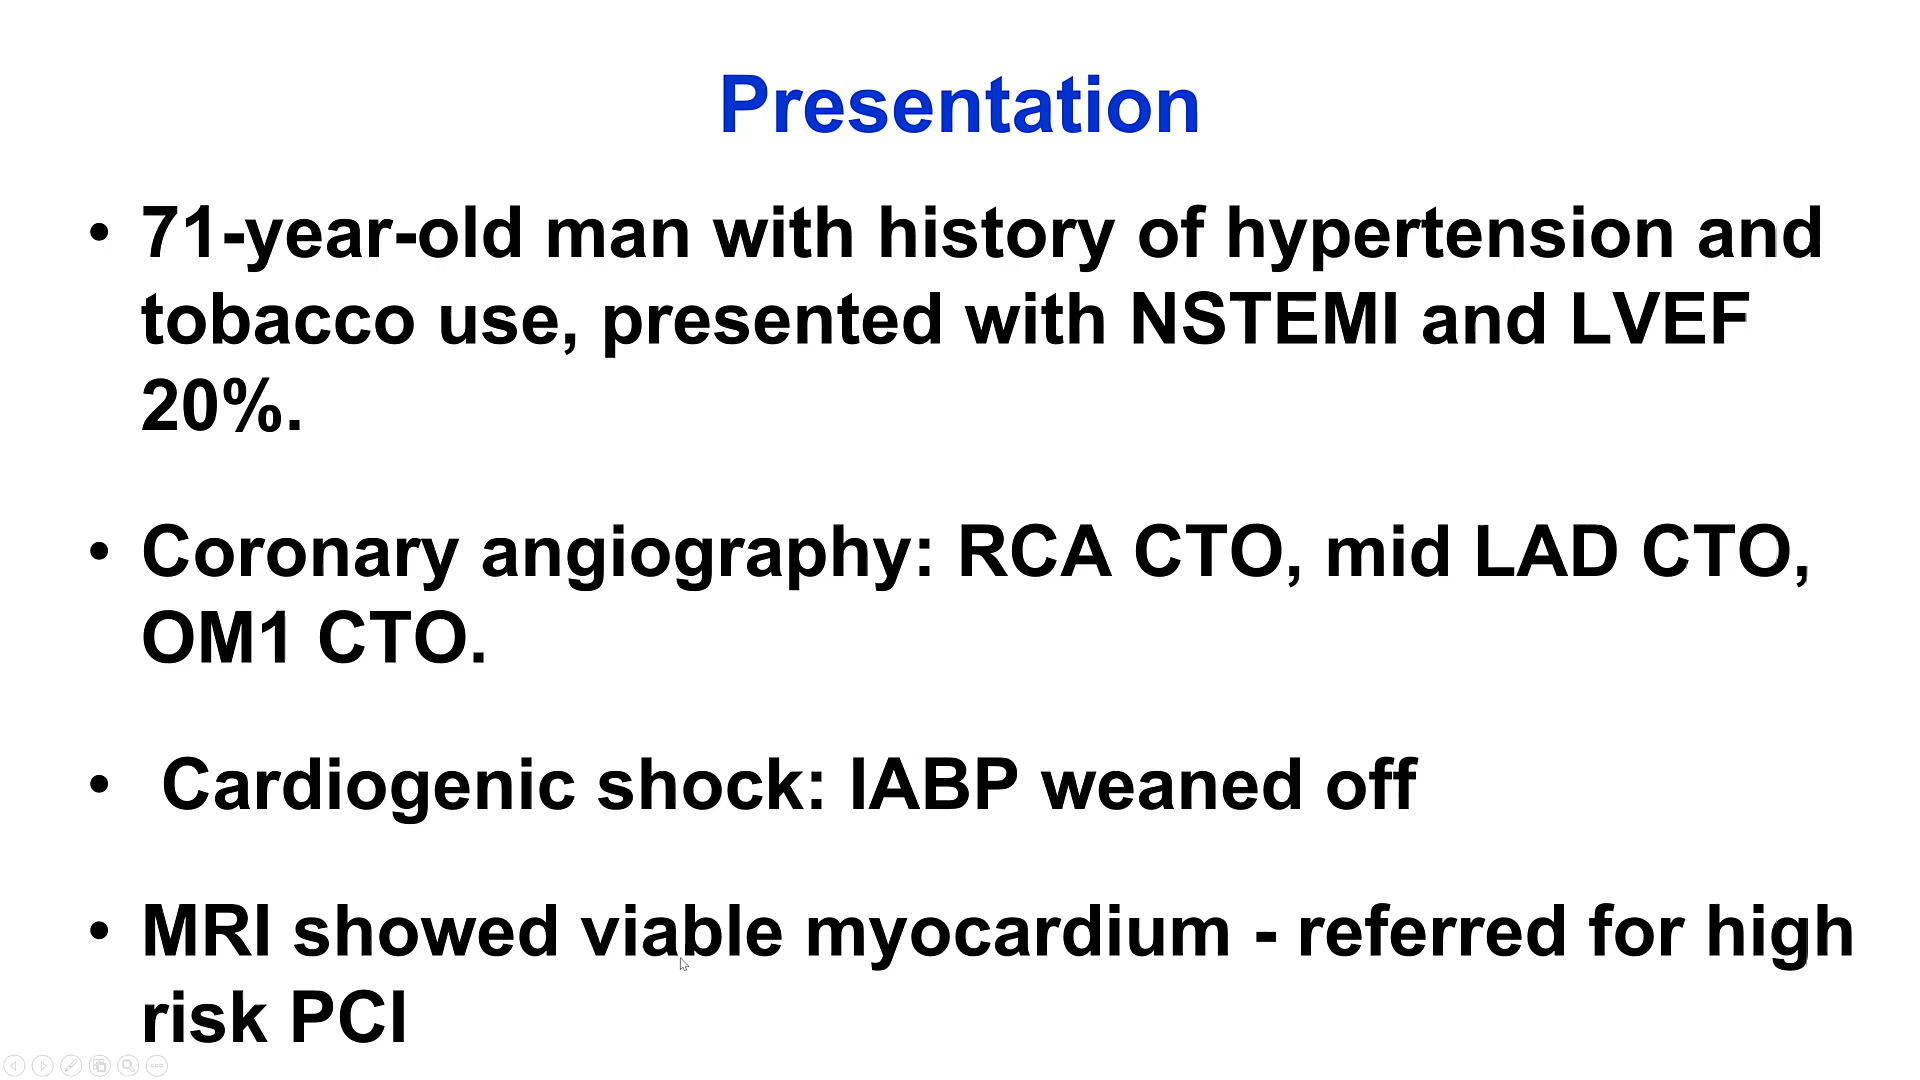 Presentation
• 71-year-old man with history of hypertension and
tobacco use, presented with NSTEMI and LVEF
20%.
• Coronary angiography: RCA CTO, mid LAD CTO,
OM1 CTO.
• Cardiogenic shock: IABP weaned off
• MRI showed viable myocardium - referred for high
risk PCI